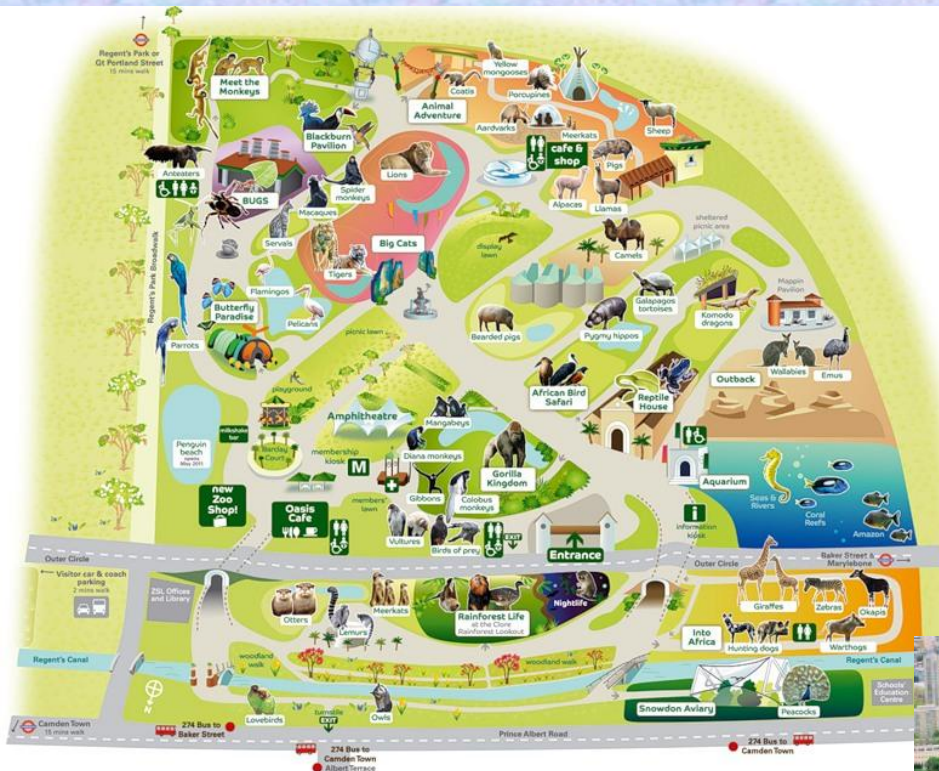 Regent's Park or
Gt Portland Street
15 mins walk
Meet the
Monkeys
Yellow
mongooses
Coatis
Porcupines
Animal
Adventure
Blackburn
Pavilion
Aardvarks
Meerkats
Sheep
cafe &
shop
Pigs
Lions
Anteaters
Spider
monkeys
BUGS
Macaques
Alpacas
Llamas
Servals
Tigers
Big Cats
display
lawn
Camels
sheltered
picnic area
Regent's Park Broadwalk
Flamingos
Butterfly
Paradise
Pelicans
Parrots
picnic lawn
Bearded pigs
Pygmy hippos
Galapagos
tortoises
Komodo
dragons
Mappin
Pavilion
Wallabies
Emus
Outback
playground
African Bird
Safari
Reptile
House
Amphitheatre
Mangabeys
milkshake
bar
Barclay
Court
membership
kiosk
M
Diana monkeys
Penguin
beach
OPENS
May 2011
Gorilla
Kingdom
Gibbons
Colobus
monkeys
new
Zoo
Shop!
Oasis
Cafe
members'
lawn
Vultures
Birds of prey
EXIT
Entrance
Aquarium
i
information
kiosk
Seas &
Rivers
Coral
Reefs
Amazon
Outer Circle
Outer Circle
Baker Street &
Marylebone
Visitor car & coach
parking
2 mins walk
ZSL Offices
and Library
Otters
Lemurs
Meerkats
Rainforest Life
at the Clore
Rainforest Lookout
Nightlife
Giraffes
Zebras
Okapis
Into
Africa
Hunting dogs
Warthogs
Regent's Canal
woodland
walk
woodland walk
Regent's Canal
N
Lovebirds
turnstile
EXIT
Owls
Snowdon Aviary
Peacocks
Schools'
Education
Centre
Camden Town
15 mins walk
274 Bus to
Baker Street
Prince Albert Road
274 Bus to
Camden Town
Albert Terrace
274 Bus to
Camden Town